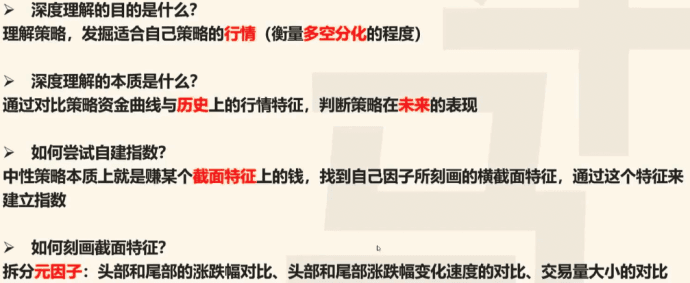 ➢ 深度理解的目的是什么?
理解策略，发掘适合自己策略的行情（衡量多空分化的程度）
➢ 深度理解的本质是什么?
通过对比策略资金曲线与历史上的行情特征，判断策略在未来的表现
➢ 如何尝试自建指数?
中性策略本质上就是赚某个截面特征上的钱，找到自己因子所刻画的横截面特征，通过这个特征来
建立指数
➢ 如何刻画截面特征?
拆分元因子：头部和尾部的涨跌幅对比、头部和尾部涨跌幅变化速度的对比、交易量大小的对比